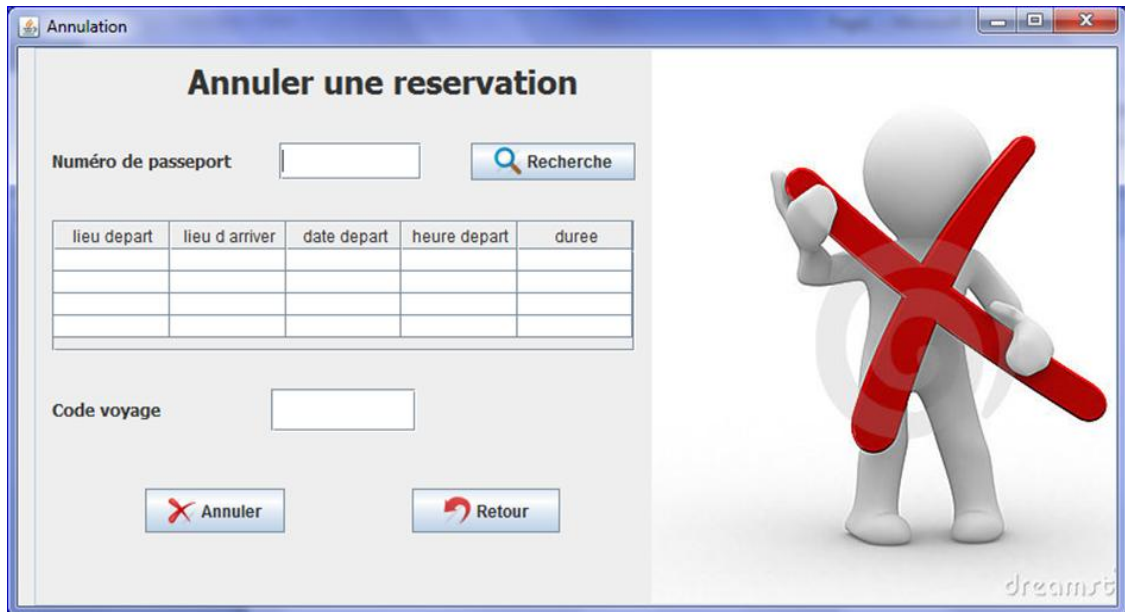 Annulation
Annuler une reservation
Numéro de passeport
Recherche
lieu depart lieu d arriver date depart heure depart duree
Code voyage
Annuler
Retour